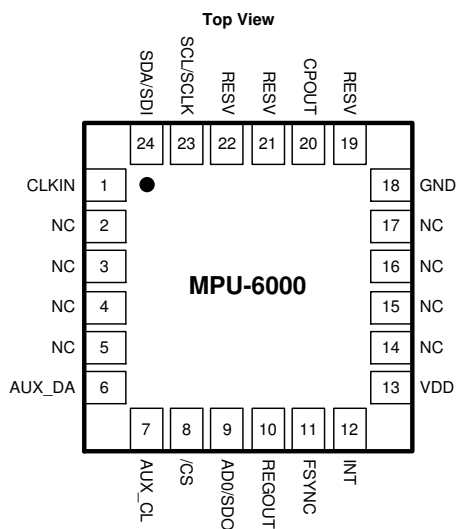 Top View
SDA/SDI
SCL/SCLK
RESV
RESV
CPOUT
RESV
24 23 22 21 20 19
CLKIN 1 18 GND
NC 2 17 NC
NC 3 16 NC
MPU-6000
NC 4 15 NC
NC 5 14 NC
AUX_DA 6 13 VDD
7 8 9 10 11 12
AUX_CL
/CS
AD0/SDO
REGOUT
FSYNC
INT